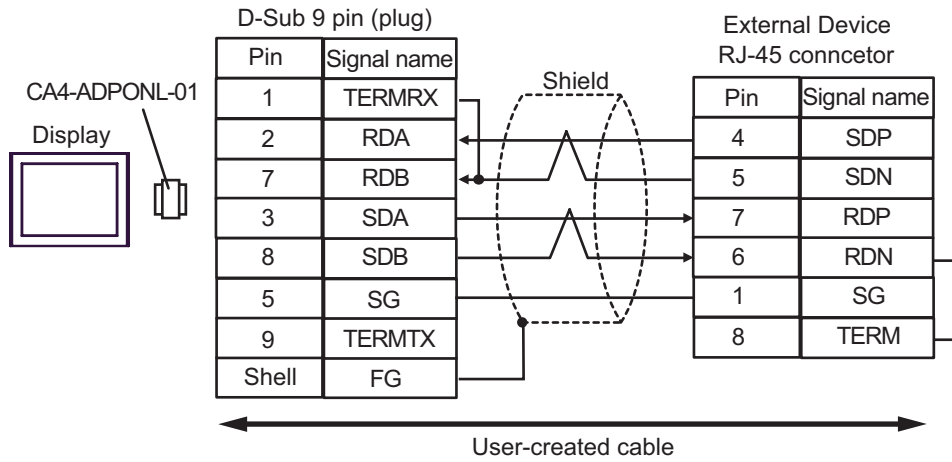 D-Sub 9 pin (plug)
External Device
RJ-45 conncetor
CA4-ADPONL-01
Display
Shield
Pin Signal name
1 TERMRX
2 RDA
7 RDB
3 SDA
8 SDB
5 SG
9 TERMTX
Shell FG
Pin Signal name
4 SDP
5 SDN
7 RDP
6 RDN
1 SG
8 TERM
User-created cable